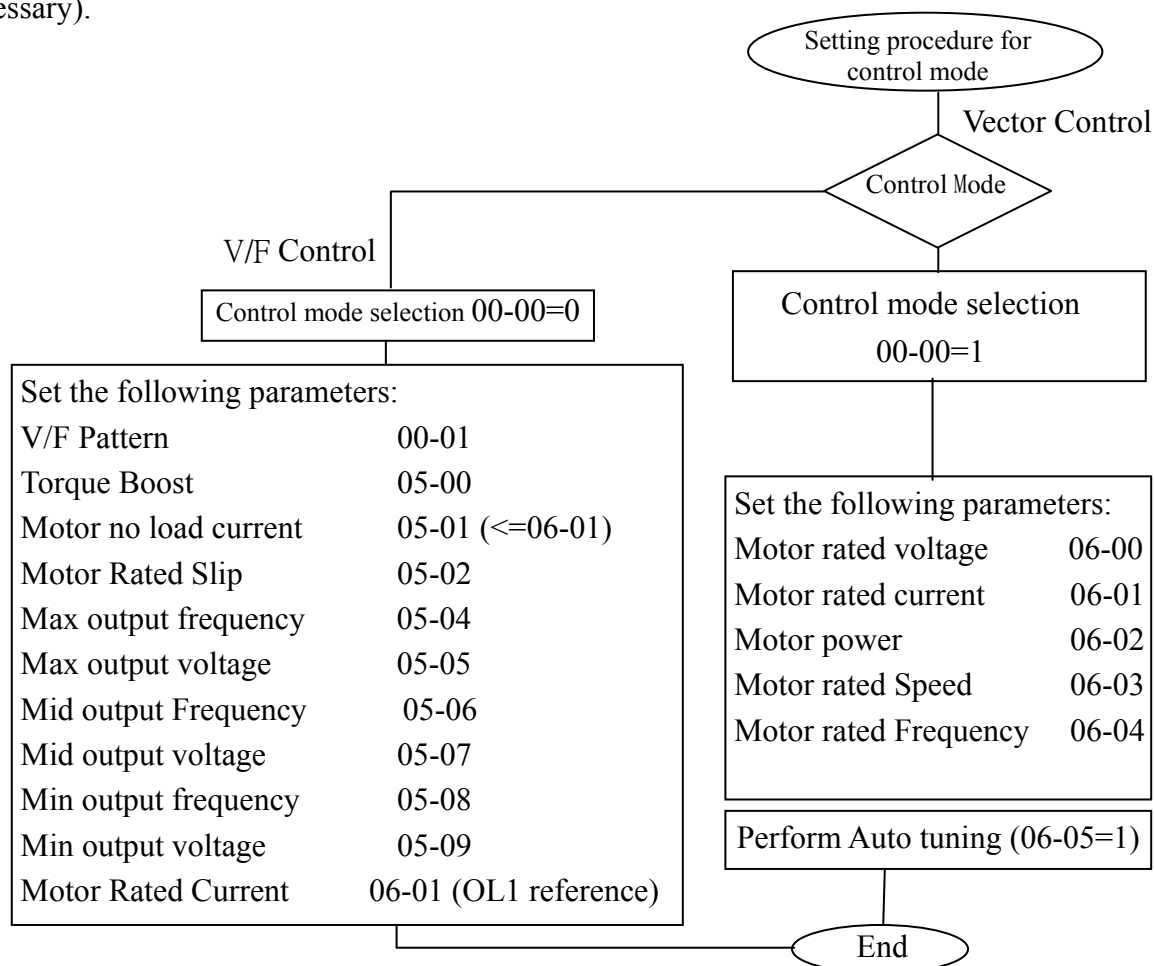 essary).
Setting procedure for
control mode
Vector Control
Control Mode
V/F Control
Control mode selection 00-00=0
Control mode selection
00-00=1
Set the following parameters:
V/F Pattern 00-01
Torque Boost 05-00
Motor no load current 05-01 (<=06-01)
Motor Rated Slip 05-02
Max output frequency 05-04
Max output voltage 05-05
Mid output Frequency 05-06
Mid output voltage 05-07
Min output frequency 05-08
Min output voltage 05-09
Motor Rated Current 06-01 (OL1 reference)
Set the following parameters:
Motor rated voltage 06-00
Motor rated current 06-01
Motor power 06-02
Motor rated Speed 06-03
Motor rated Frequency 06-04
Perform Auto tuning (06-05=1)
End